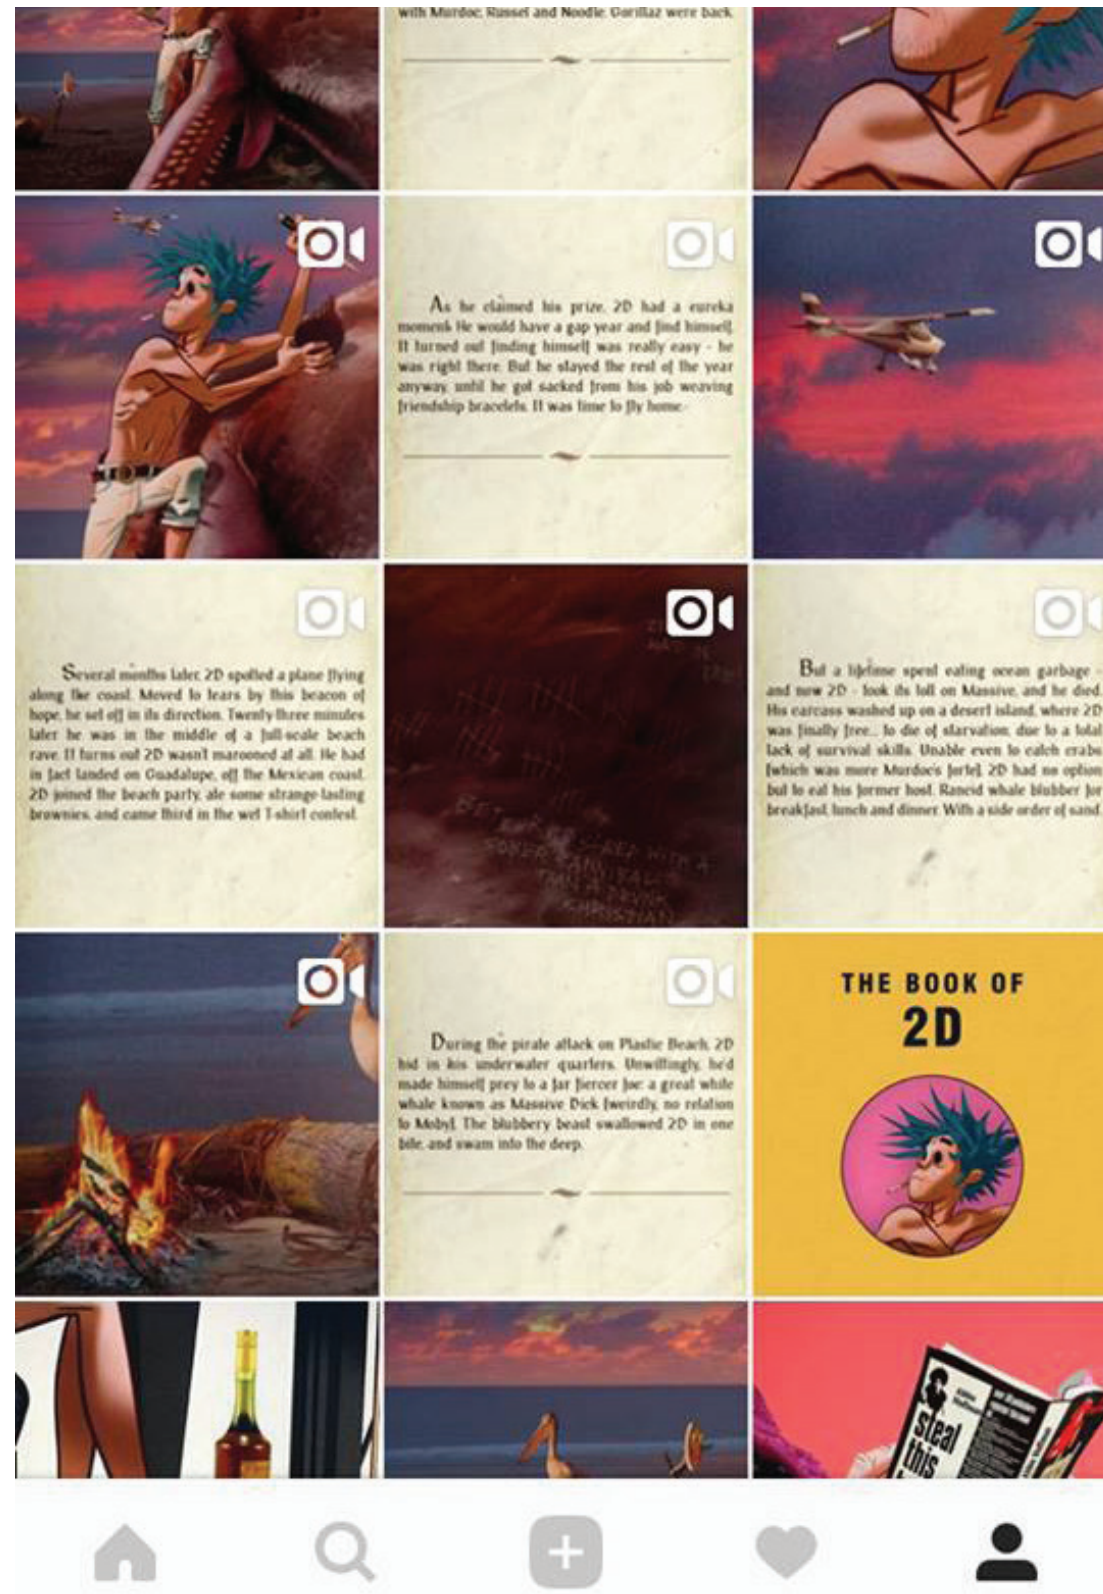 with Murdoc, Russel and Noodle. Gorillaz were back.
As he claimed his prize, 2D had a eureka
moment. He would have a gap year and find himself.
It turned out finding himself was really easy - he
was right there. But he stayed the rest of the year
anyway, until he got sacked from his job weaving
friendship bracelets. It was time to fly home.
Several months later, 2D spotted a plane flying
along the coast. Moved to tears by this beacon of
hope, he set off in its direction. Twenty-three minutes
later he was in the middle of a full-scale beach
rave. It turns out 2D wasn't marooned at all. He had
in fact landed on Guadalupe, off the Mexican coast.
2D joined the beach party, ate some strange-tasting
brownies, and came third in the wet T-shirt contest.
BETTER
WITH A
SOBER CANNIBAL
THAN A DRUNK
CHRISTIAN
But a lifetime spent eating ocean garbage -
and now 2D - took its toll on Massive, and he died.
His carcass washed up on a desert island, where 2D
was finally free... to die of starvation, due to a total
lack of survival skills. Unable even to catch crabs
(which was more Murdoc's forte), 2D had no option
but to eat his former host. Rancid whale blubber for
breakfast, lunch and dinner. With a side order of sand.
During the pirate attack on Plastic Beach, 2D
hid in his underwater quarters. Unwittingly, he'd
made himself prey to a far fiercer foe: a great white
whale known as Massive Dick (weirdly, no relation
to Moby). The blubbery beast swallowed 2D in one
bite, and swam into the deep.
THE BOOK OF
2D
steal
this